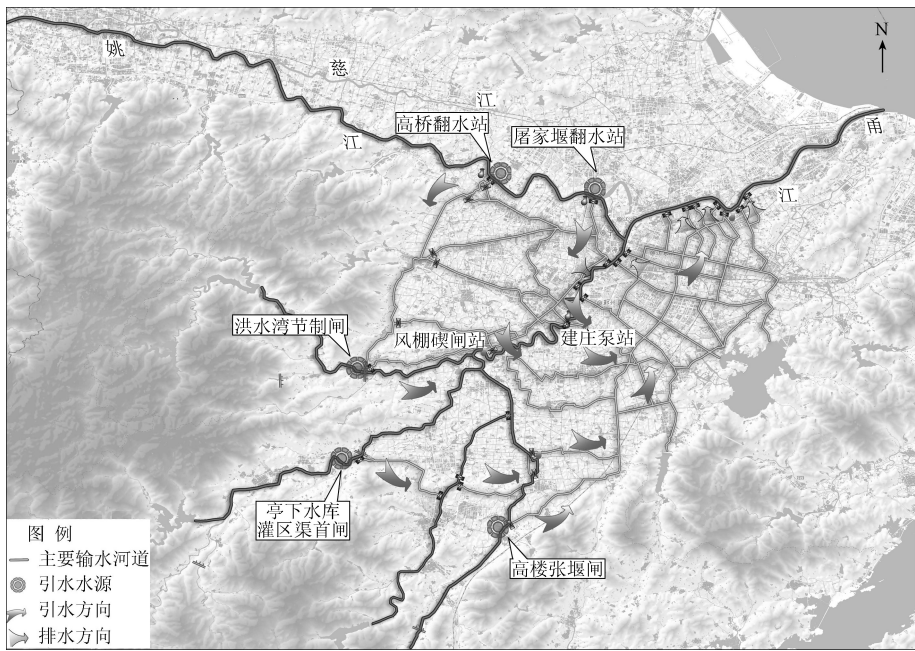 N
姚
慈
江
江
高桥翻水站
屠家堰翻水站
甬
江
洪水湾节制闸
风棚碶闸站
建庄泵站
亭下水库
灌区渠首闸
高楼张堰闸
图 例
主要输水河道
引水水源
引水方向
排水方向